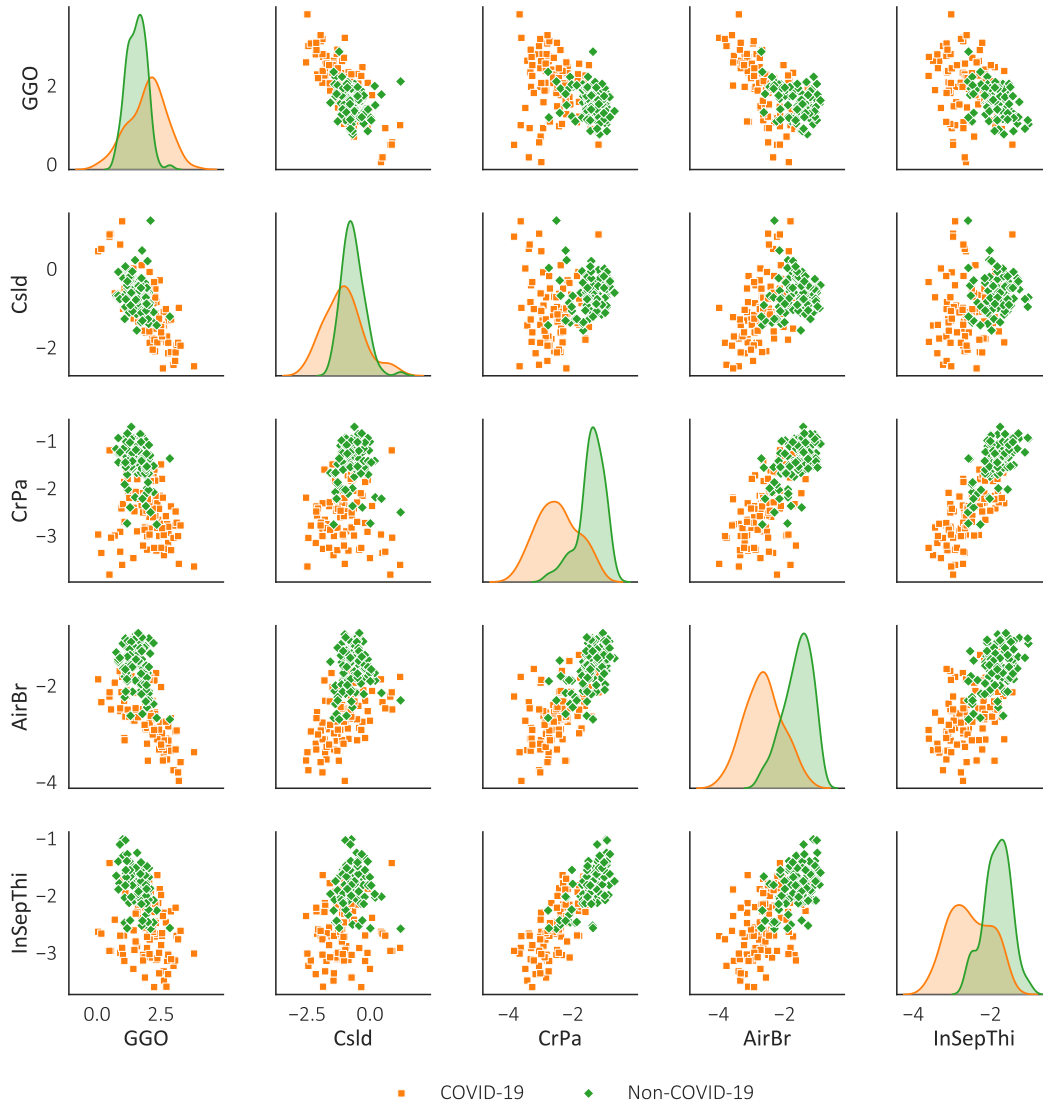 GGO
2
0
Csld
0
−2
CrPa
−1
−2
−3
AirBr
−2
−4
InSepThi
−1
−2
−3
0.0 2.5 −2.5 0.0 −4 −2 −4 −2 −4 −2
GGO Csld CrPa AirBr InSepThi
COVID-19 Non-COVID-19